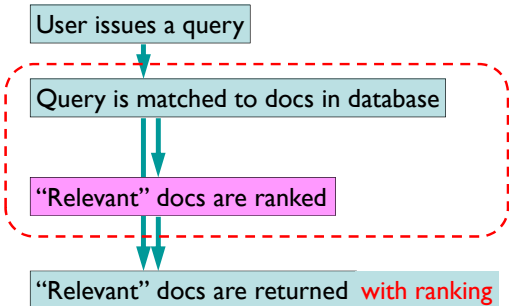 User issues a query
Query is matched to docs in database
“Relevant” docs are ranked
“Relevant” docs are returned with ranking